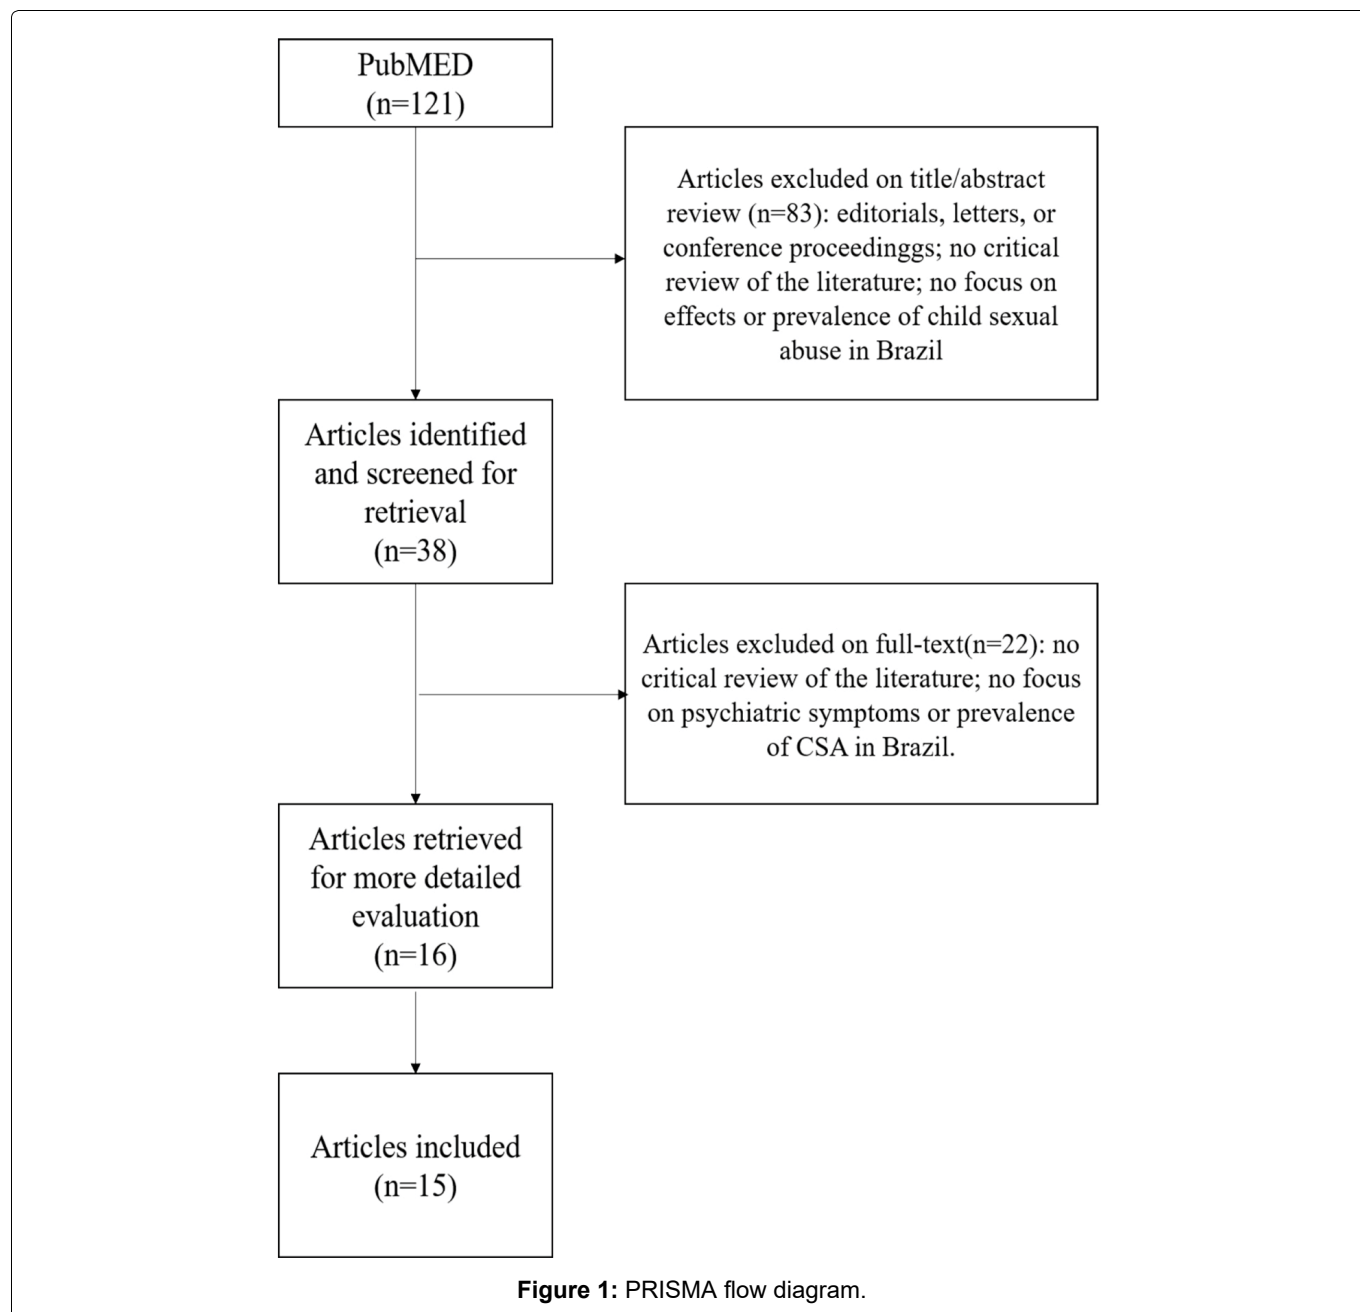 PubMED
(n=121)
Articles excluded on title/abstract
review (n=83): editorials, letters, or
conference proceedinggs; no critical
review of the literature; no focus on
effects or prevalence of child sexual
abuse in Brazil
Articles identified
and screened for
retrieval
(n=38)
Articles excluded on full-text(n=22): no
critical review of the literature; no focus
on psychiatric symptoms or prevalence
of CSA in Brazil.
Articles retrieved
for more detailed
evaluation
(n=16)
Articles included
(n=15)
Figure 1: PRISMA flow diagram.